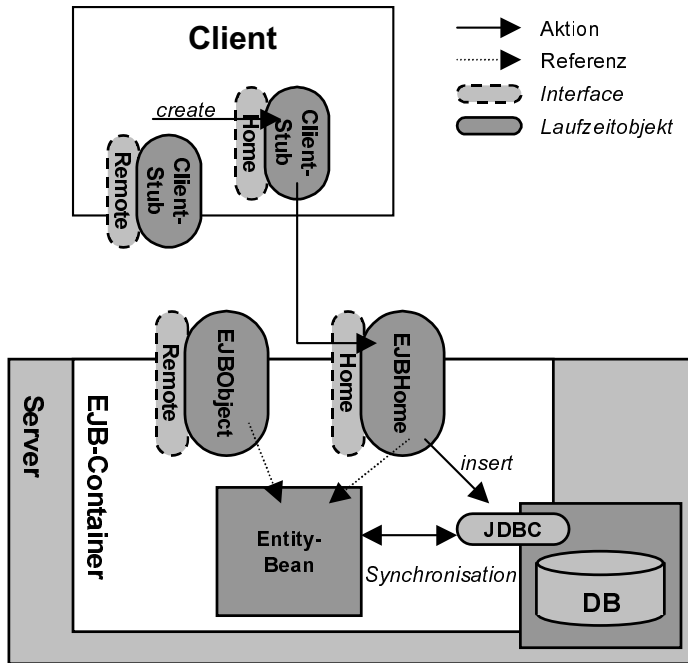 Client
Aktion
Referenz
Interface
Laufzeitobjekt
create
Home
Client-
Stub
Remote
Client-
Stub
Remote
EJBObject
Home
EJBHome
Server
EJB-Container
insert
Entity-
Bean
JDBC
Synchronisation
DB